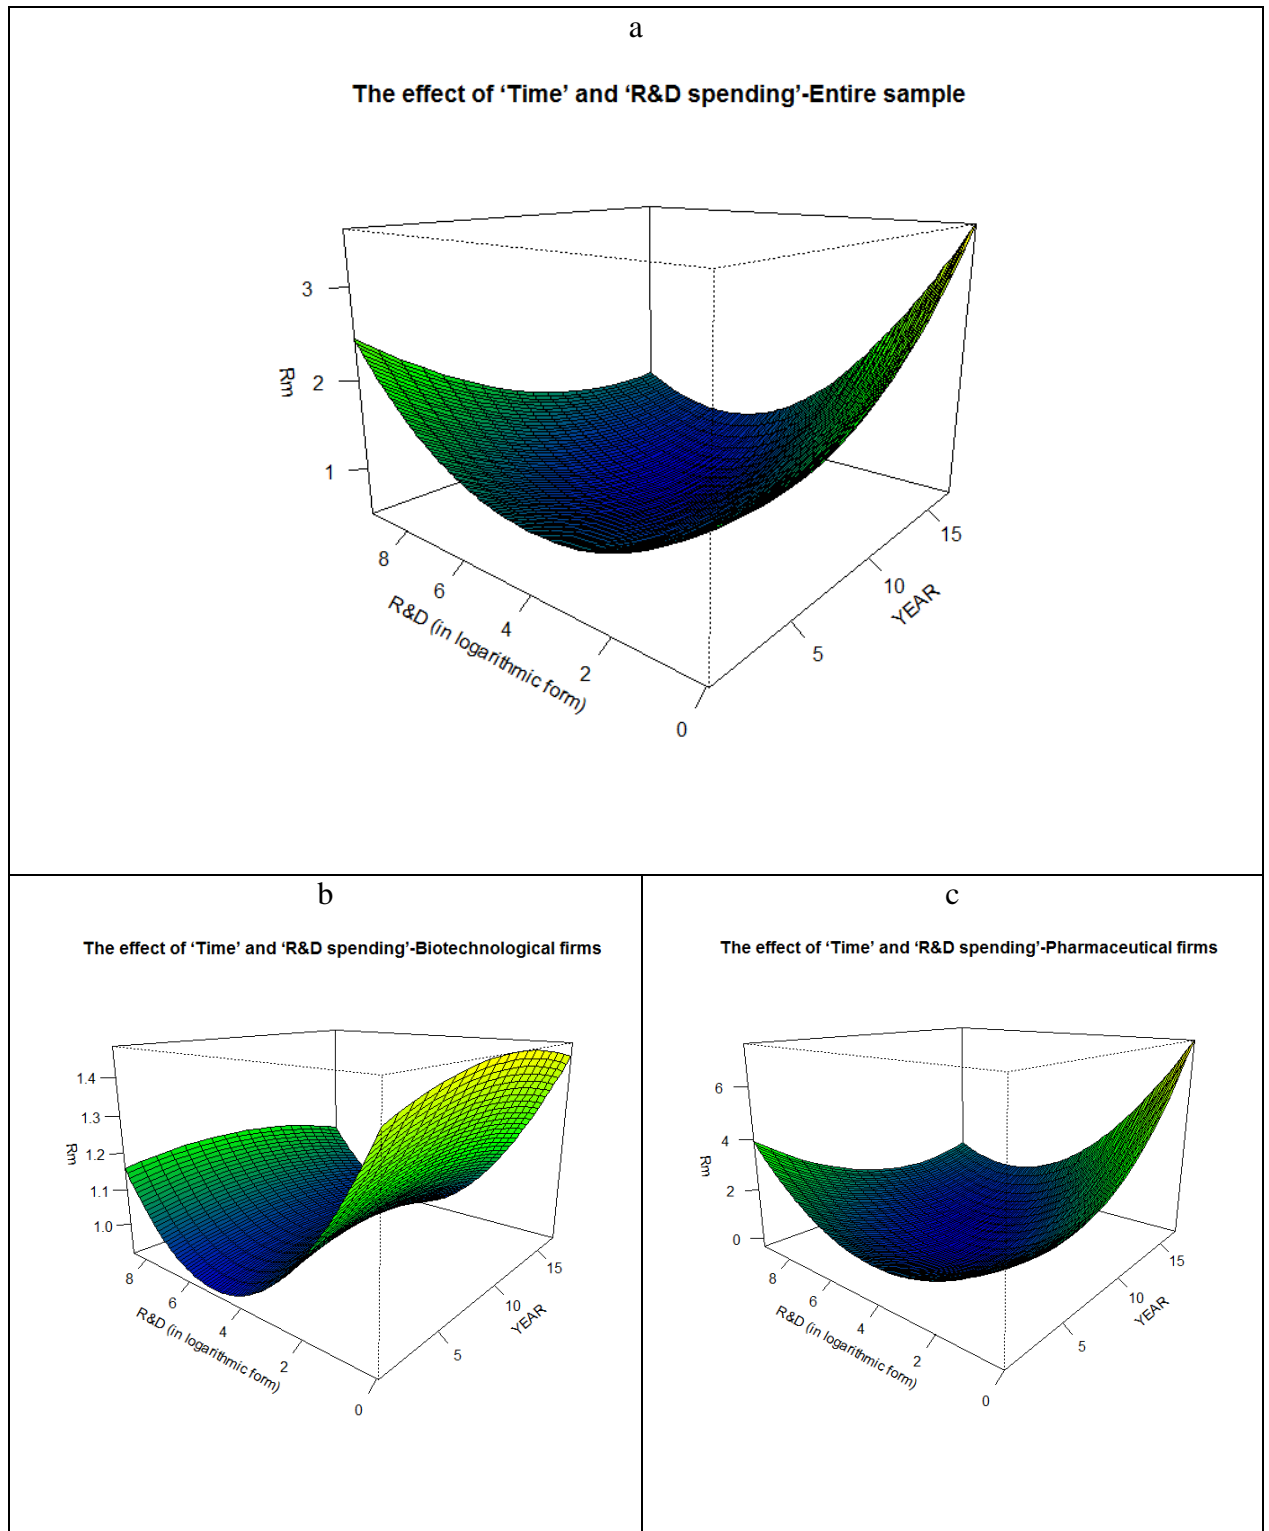 a
The effect of ‘Time’ and ‘R&D spending’-Entire sample
3
2
1
Rm
8
6
4
2
0
R&D (in logarithmic form)
5
10
15
YEAR
b
The effect of ‘Time’ and ‘R&D spending’-Biotechnological firms
1.4
1.3
1.2
1.1
1.0
Rm
8
6
4
2
0
R&D (in logarithmic form)
5
10
15
YEAR
c
The effect of ‘Time’ and ‘R&D spending’-Pharmaceutical firms
6
4
2
0
Rm
8
6
4
2
0
R&D (in logarithmic form)
5
10
15
YEAR